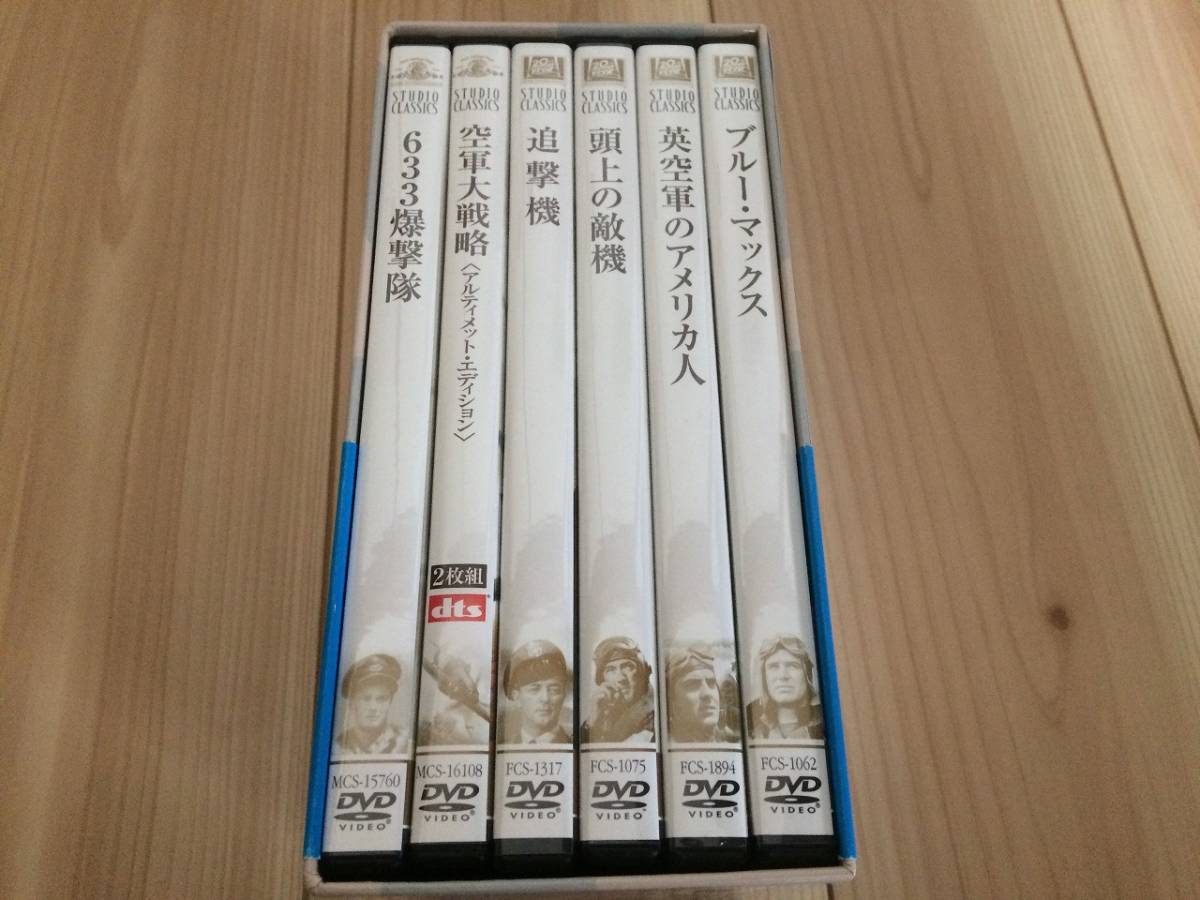 STUDIO
CLASSICS
633爆撃隊
MCS-15760
DVD
VIDEO
STUDIO
CLASSICS
空軍大戦略〈アルティメット・エディション〉
2枚組
dts
MCS-16108
DVD
VIDEO
STUDIO
CLASSICS
追撃機
FCS-1317
DVD
VIDEO
STUDIO
CLASSICS
頭上の敵機
FCS-1075
DVD
VIDEO
STUDIO
CLASSICS
英空軍のアメリカ人
FCS-1894
DVD
VIDEO
STUDIO
CLASSICS
ブルー・マックス
FCS-1062
DVD
VIDEO